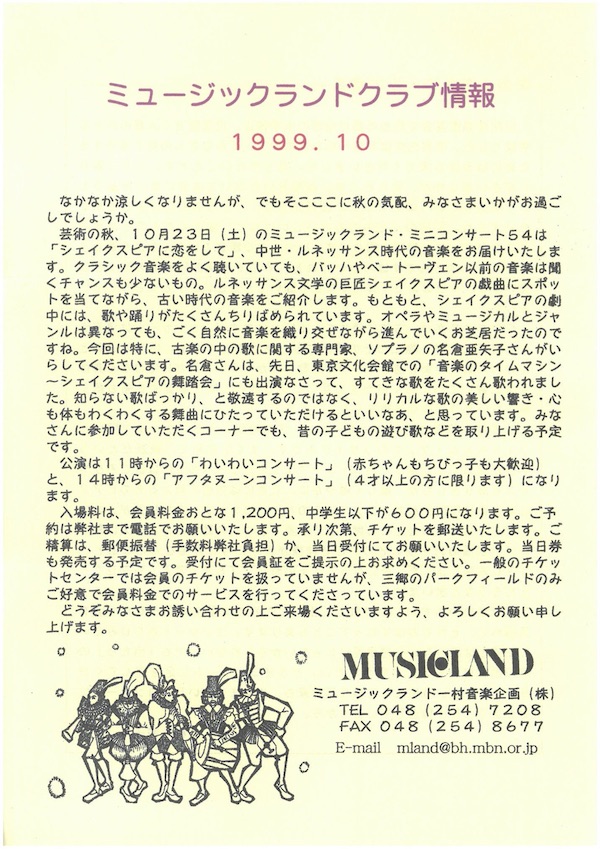 ミュージックランドクラブ情報
1999.10
なかなか涼しくなりませんが、でもそこここに秋の気配、みなさまいかがお過ご
しでしょうか。
芸術の秋、10月23日(土)のミュージックランド・ミニコンサート54は
「シェイクスピアに恋をして」、中世・ルネッサンス時代の音楽をお届けいたしま
す。クラシック音楽をよく聴いていても、バッハやベートーヴェン以前の音楽は聞
くチャンスも少ないもの。ルネッサンス文学の巨匠シェイクスピアの戯曲にスポッ
トを当てながら、古い時代の音楽をご紹介します。もともと、シェイクスピアの劇
中には、歌や踊りがたくさんちりばめられています。オペラやミュージカルとジャ
ンルは異なっても、ごく自然に音楽を織り交ぜながら進んでいくお芝居だったので
すね。今回は特に、古楽の中の歌に関する専門家、ソプラノの名倉亜矢子さんがい
らしてくださいます。名倉さんは、先日、東京文化会館での「音楽のタイムマシン
〜シェイクスピアの舞踏会」にも出演なさって、すてきな歌をたくさん歌われまし
た。知らない歌ばっかり、と敬遠するのではなく、リリカルな歌の美しい響き・心
も体もわくわくする舞曲にひたっていただけるといいなあ、と思っています。みな
さんに参加していただくコーナーでも、昔の子どもの遊び歌などを取り上げる予定
です。
公演は11時からの「わいわいコンサート」(赤ちゃんもちびっ子も大歓迎)
と、14時からの「アフタヌーンコンサート」(4才以上の方に限ります)になり
ます。
入場料は、会員料金おとな1,200円、中学生以下が600円になります。ご予
約は弊社まで電話でお願いいたします。承り次第、チケットを郵送いたします。ご
精算は、郵便振替(手数料弊社負担)か、当日受付にてお願いいたします。当日券
も発売する予定です。受付にて会員証をご提示の上お求めください。一般のチケッ
トセンターでは会員のチケットを扱っていませんが、三郷のパークフィールドのみ
ご好意で会員料金でのサービスを行ってくださっています。
どうぞみなさまお誘い合わせの上ご来場くださいますよう、よろしくお願い申し
上げます。
MUSICLAND
ミュージックランド一村音楽企画(株)
TEL 048(254)7208
FAX 048(254)8677
E-mail mland@bh.mbn.or.jp